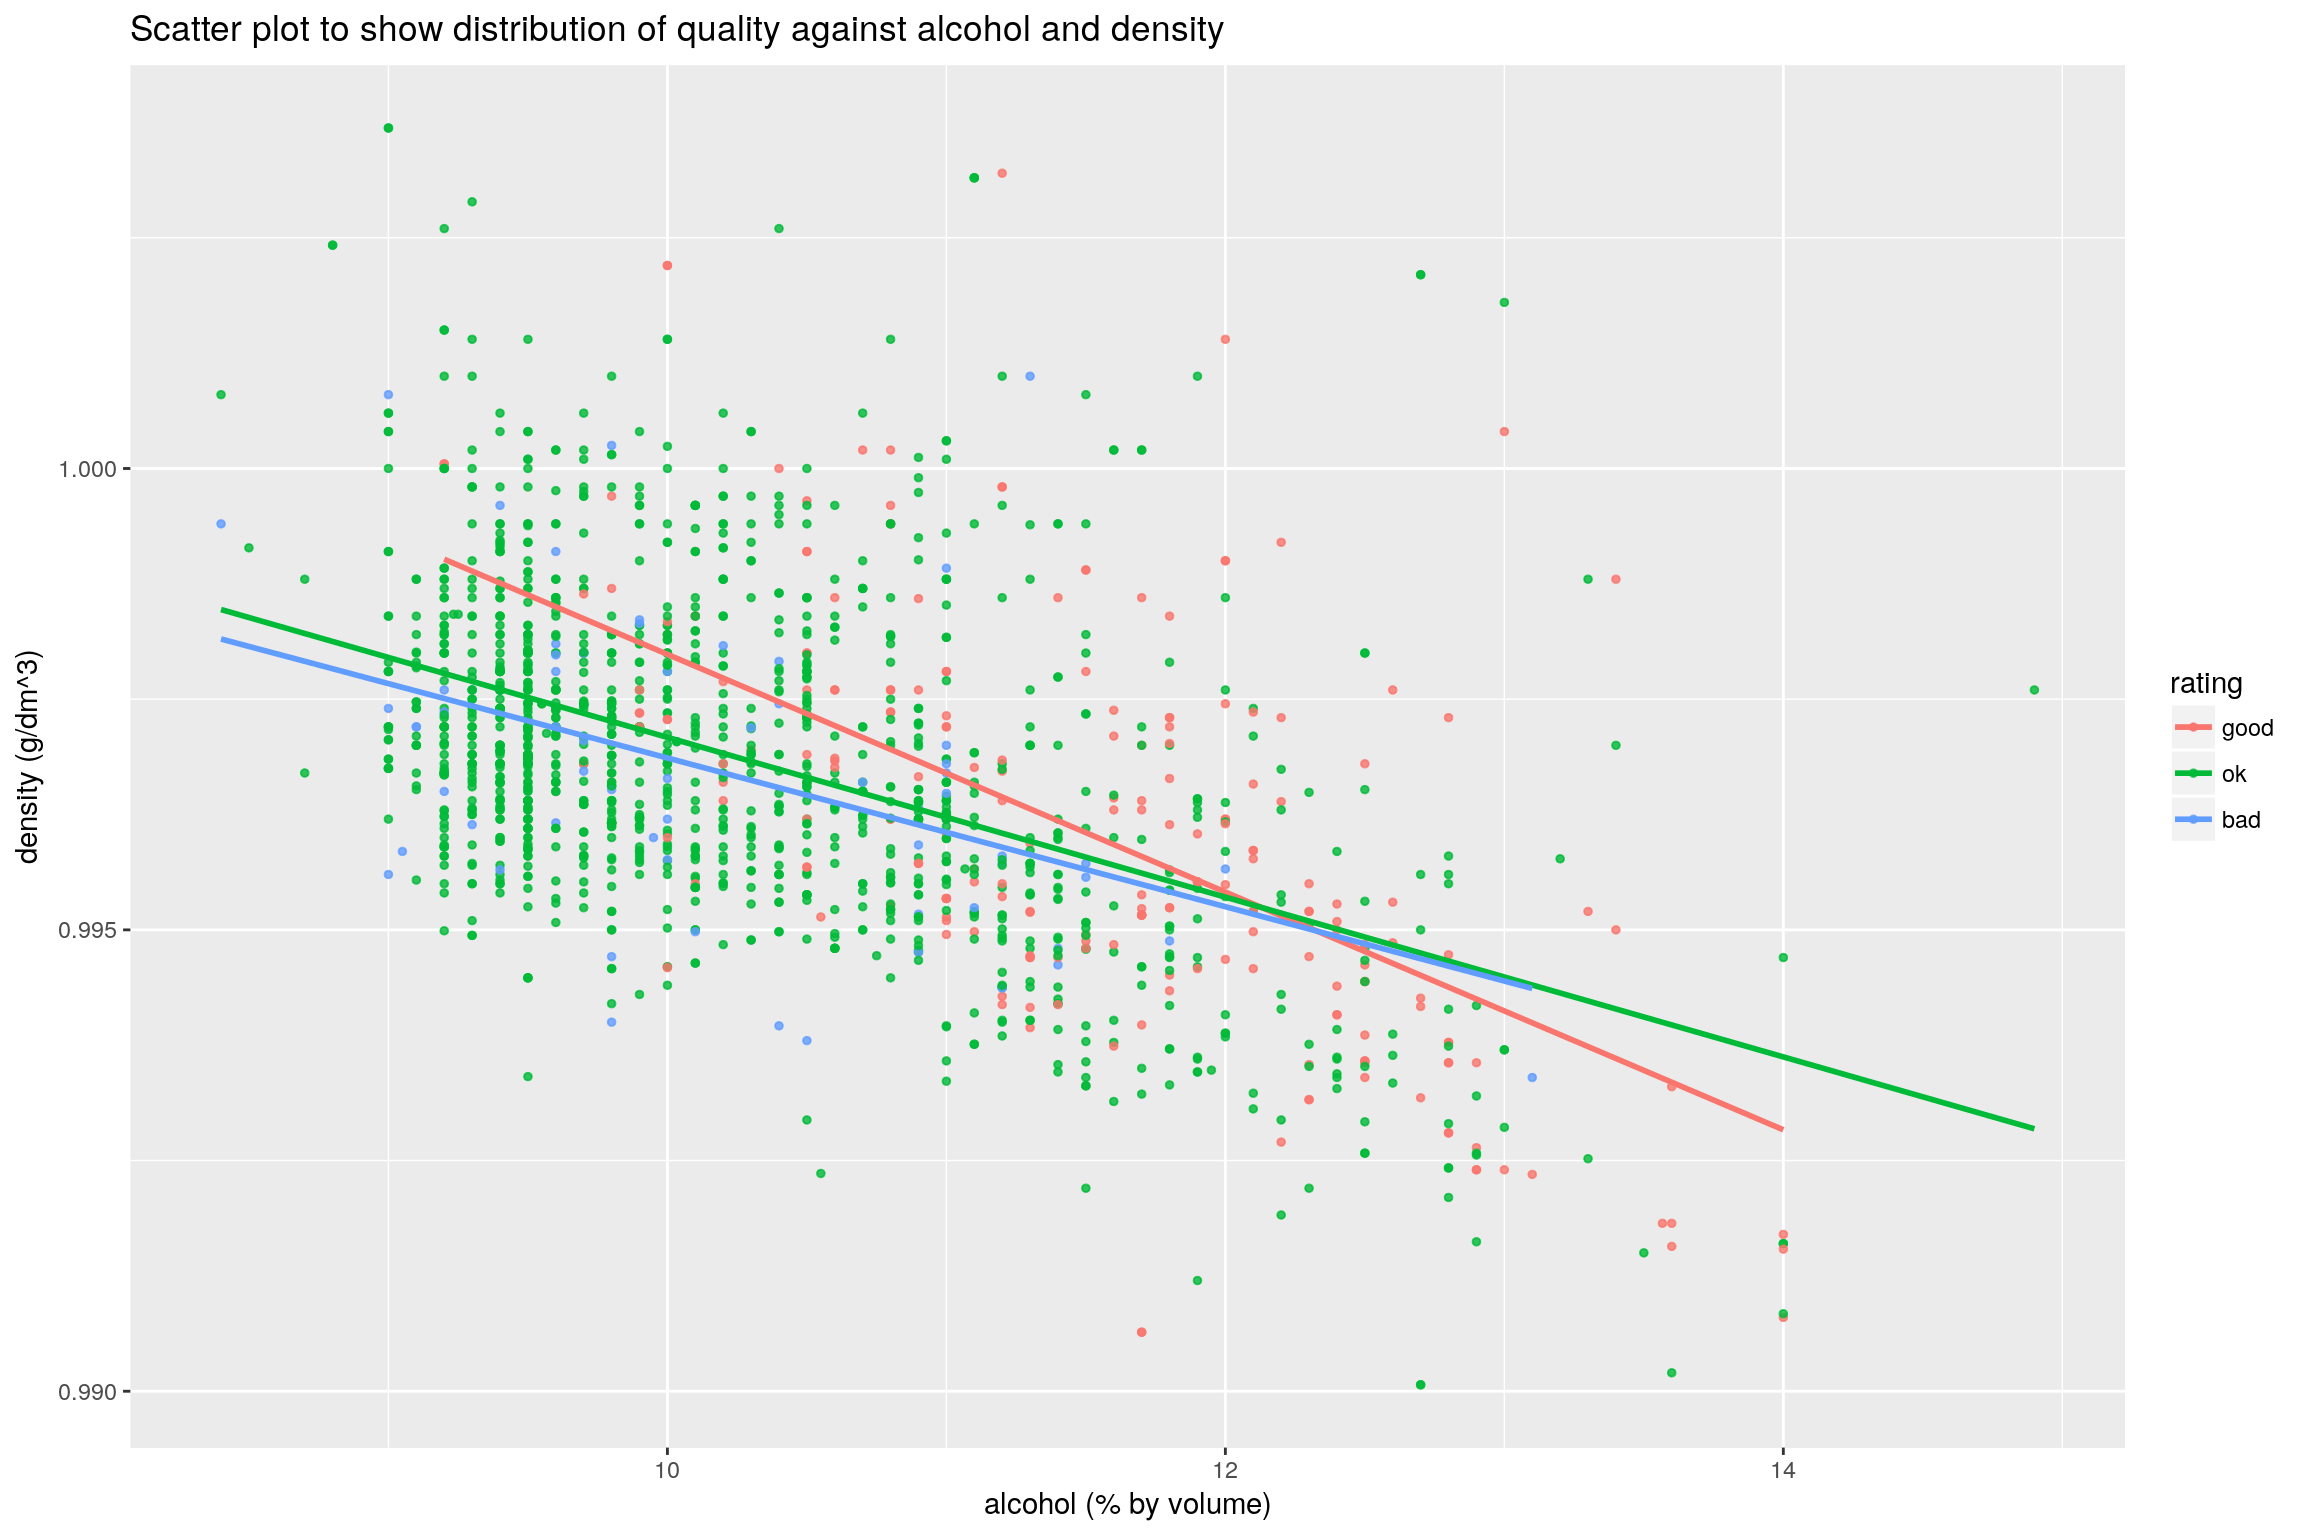 Scatter plot to show distribution of quality against alcohol and density
density (g/dm^3)
1.000
0.995
0.990
10
12
14
alcohol (% by volume)
rating
good
ok
bad